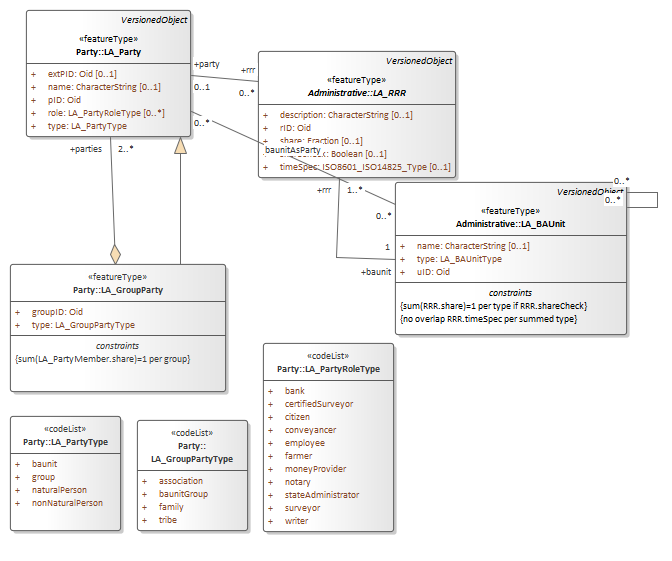 VersionedObject
«featureType»
Party::LA_Party
+ extPID: Oid [0..1]
+ name: CharacterString [0..1]
+ pID: Oid
+ role: LA_PartyRoleType [0..*]
+ type: LA_PartyType
+party
0..1
+rrr
0..*
VersionedObject
«featureType»
Administrative::LA_RRR
+ description: CharacterString [0..1]
+ rID: Oid
+ share: Fraction [0..1]
Boolean [0..1]
+ timeSpec: ISO8601_ISO14825_Type [0..1]
0..*
baunitAsParty
0..*
+parties
2..*
+rrr
1..*
1
+baunit
0..*
0..*
VersionedObject
«featureType»
Administrative::LA_BAUnit
+ name: CharacterString [0..1]
+ type: LA_BAUnitType
+ uID: Oid
constraints
{sum(RRR.share)=1 per type if RRR.shareCheck}
{no overlap RRR.timeSpec per summed type}
«featureType»
Party::LA_GroupParty
+ groupID: Oid
+ type: LA_GroupPartyType
constraints
{sum(LA_PartyMember.share)=1 per group}
«codeList»
Party::LA_PartyRoleType
+ bank
+ certifiedSurveyor
+ citizen
+ conveyancer
+ employee
+ farmer
+ moneyProvider
+ notary
+ stateAdministrator
+ surveyor
+ writer
«codeList»
Party::LA_PartyType
+ baunit
+ group
+ naturalPerson
+ nonNaturalPerson
«codeList»
Party::
LA_GroupPartyType
+ association
+ baunitGroup
+ family
+ tribe